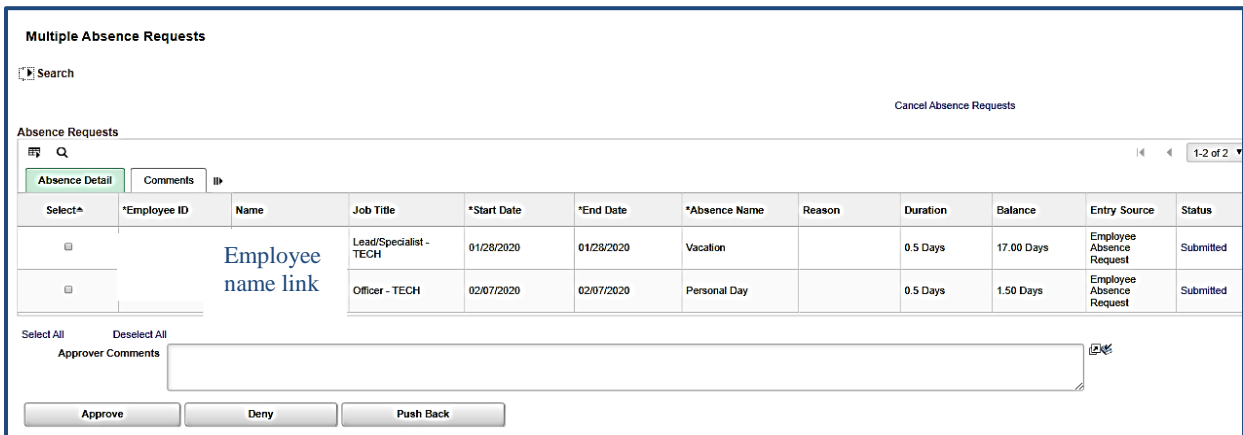 Multiple Absence Requests
Search
Cancel Absence Requests
Absence Requests
1-2 of 2
Absence Detail Comments
Select *Employee ID Name Job Title *Start Date *End Date *Absence Name Reason Duration Balance Entry Source Status
Lead/Specialist - TECH 01/28/2020 01/28/2020 Vacation 0.5 Days 17.00 Days Employee Absence Request Submitted
Employee name link
Officer - TECH 02/07/2020 02/07/2020 Personal Day 0.5 Days 1.50 Days Employee Absence Request Submitted
Select All Deselect All
Approver Comments
Approve Deny Push Back